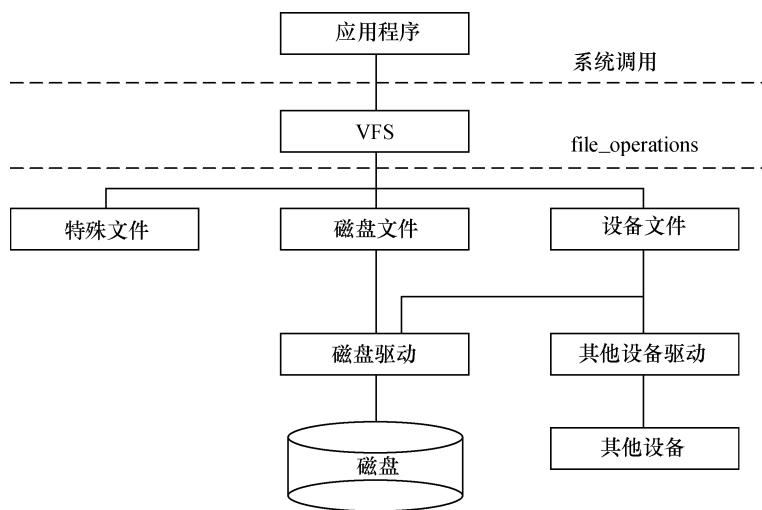 应用程序
系统调用
VFS
file_operations
特殊文件
磁盘文件
设备文件
磁盘驱动
其他设备驱动
磁盘
其他设备